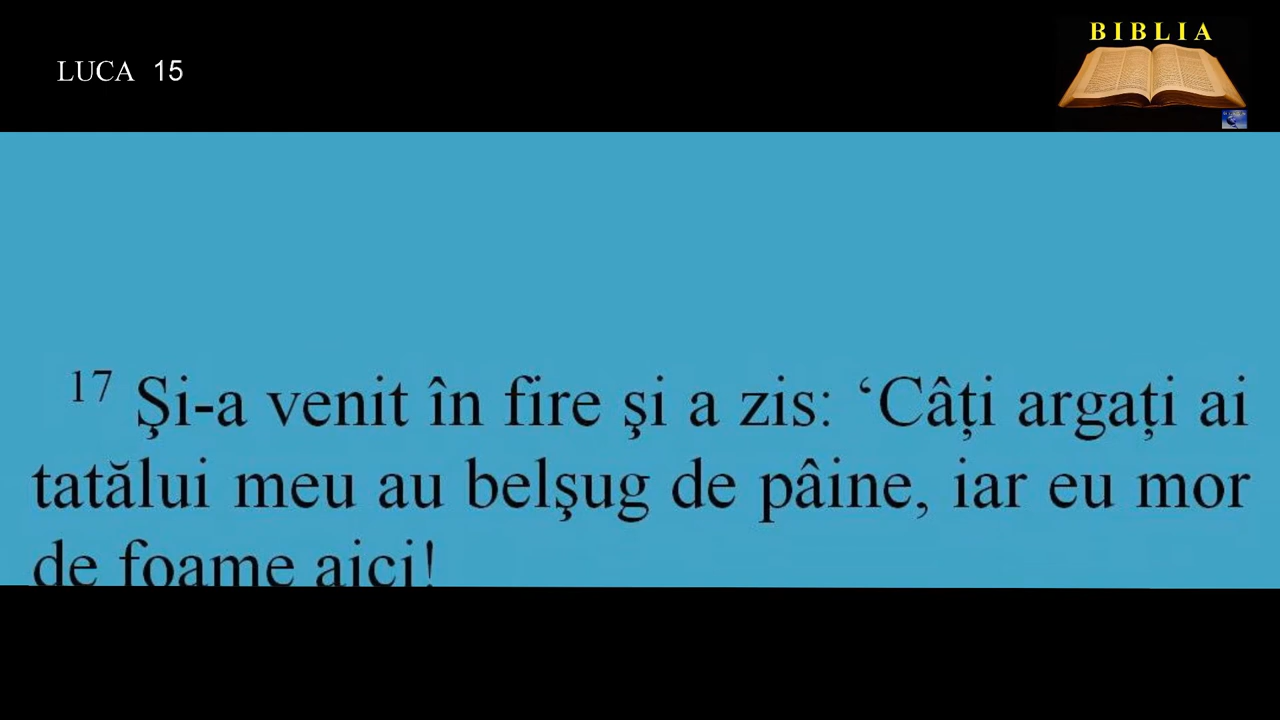 BIBLIA
LUCA 15
17 Şi-a venit în fire şi a zis: ‘Câți argați ai
tatălui meu au belşug de pâine, iar eu mor
de foame aici!